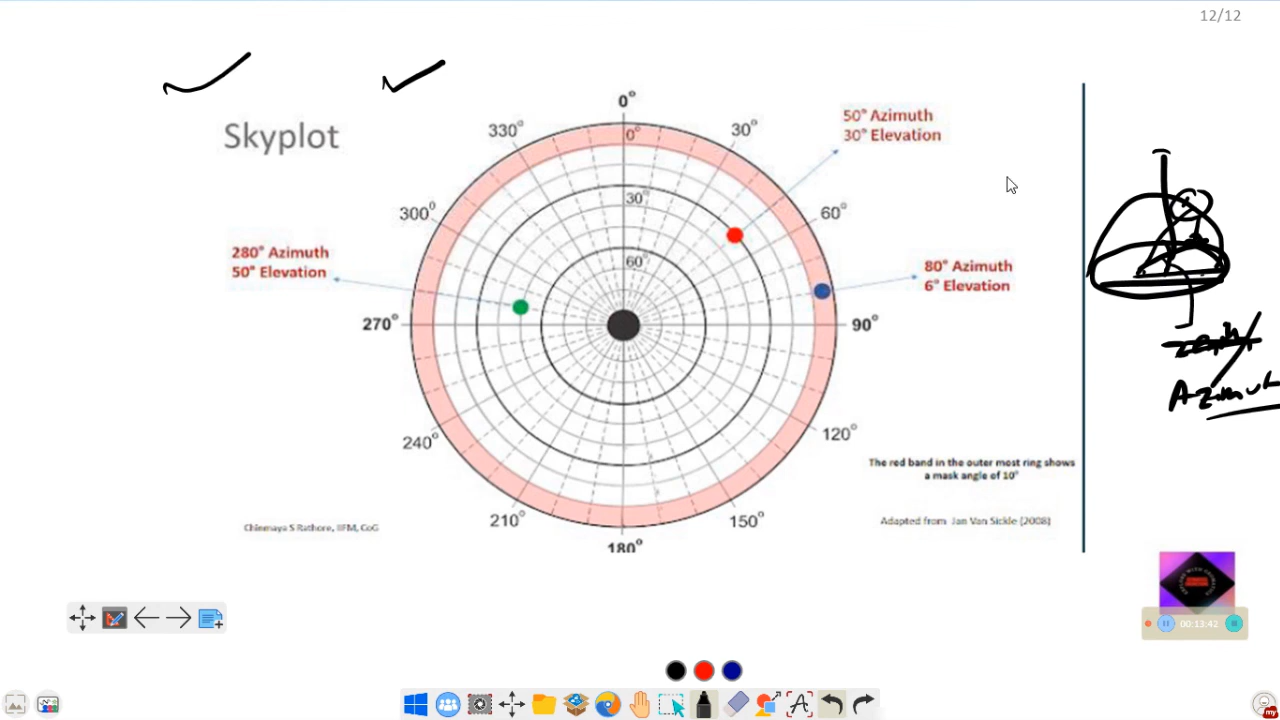 12/12
Skyplot
0°
330°
30°
0°
50° Azimuth
30° Elevation
300°
30°
60°
280° Azimuth
50° Elevation
60°
80° Azimuth
6° Elevation
270°
90°
240°
120°
The red band in the outer most ring shows
a mask angle of 10°
210°
150°
Chinmaya S Rathore, IIFM, CoG
Adapted from Jan Van Sickle (2008)
180°
Azimuth
00:13:42
my